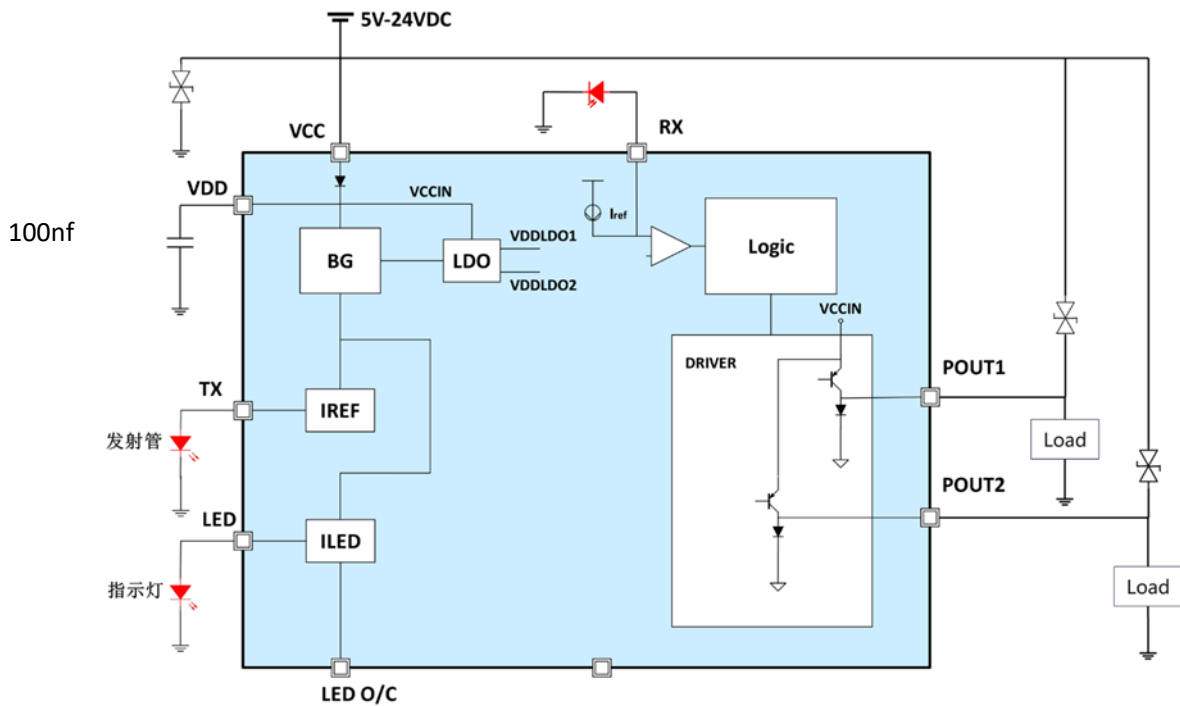 5V-24VDC
VCC
RX
VDD
VCCIN
Iref
100nf
BG
LDO
VDDLDO1
VDDLDO2
Logic
VCCIN
DRIVER
POUT1
TX
IREF
发射管
Load
POUT2
LED
ILED
指示灯
Load
LED O/C